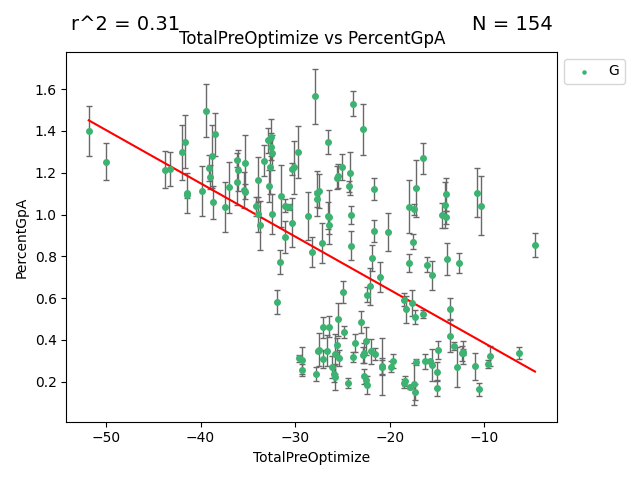 r^2 = 0.31
N = 154
TotalPreOptimize vs PercentGpA
G
1.6
1.4
1.2
1.0
0.8
0.6
0.4
0.2
PercentGpA
−50
−40
−30
−20
−10
TotalPreOptimize